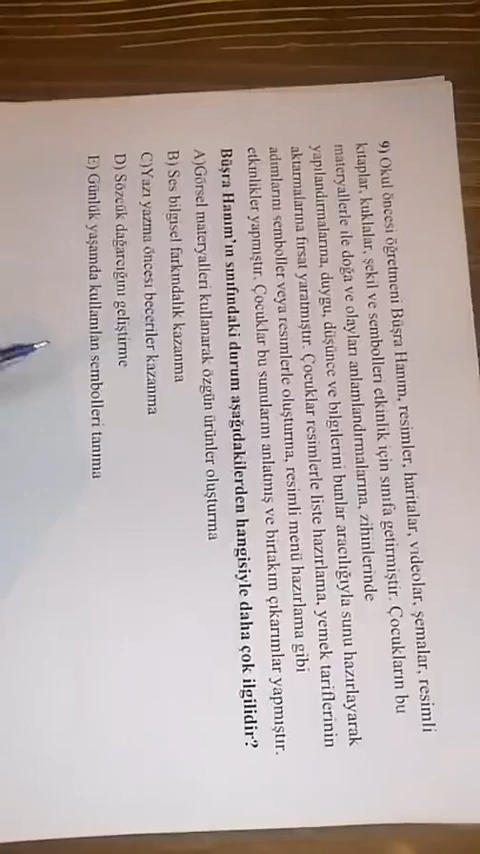 9) Okul öncesi öğretmeni Büşra Hanım, resimler, haritalar, videolar, şemalar, resimli
kitaplar, kuklalar, şekil ve sembolleri etkinlik için sınıfa getirmiştir. Çocukların bu
materyallerle ile doğa ve olayları anlamlandırmalarına, zihinlerinde
yapılandırmalarına, duygu, düşünce ve bilgilerini bunlar aracılığıyla sunu hazırlayarak
aktarmalarına fırsat yaratmıştır. Çocuklar resimlerle liste hazırlama, yemek tariflerinin
adımlarını semboller veya resimlerle oluşturma, resimli menü hazırlama gibi
etkinlikler yapmıştır. Çocuklar bu sunularını anlatmış ve birtakım çıkarımlar yapmıştır.
Büşra Hanım'ın sınıfındaki durum aşağıdakilerden hangisiyle daha çok ilgilidir?
A)Görsel materyalleri kullanarak özgün ürünler oluşturma
B) Ses bilgisel farkındalık kazanma
C)Yazı yazma öncesi beceriler kazanma
D) Sözcük dağarcığını geliştirme
E) Günlük yaşamda kullanılan sembolleri tanıma